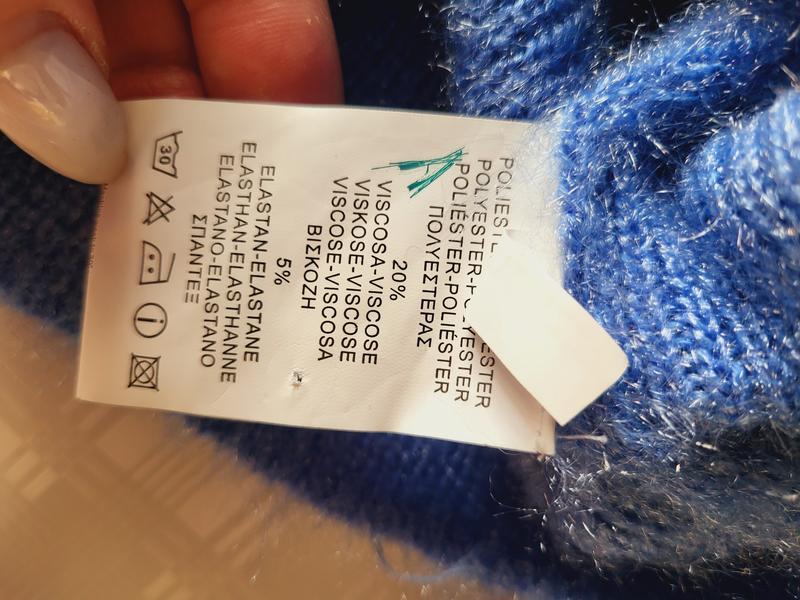 POLYESTER
POLIÉSTER-POLIÉSTER
ΠΟΛΥΕΣΤΕΡΑΣ
20%
VISCOSA-VISCOSE
VISKOSE-VISCOSE
VISCOSE-VISCOSA
ΒΙΣΚΟΖΗ
5%
ELASTAN-ELASTANE
ELASTHAN-ELASTHANNE
ELASTANO-ELASTANO
ΣΠΑΝΤΕΞ
30